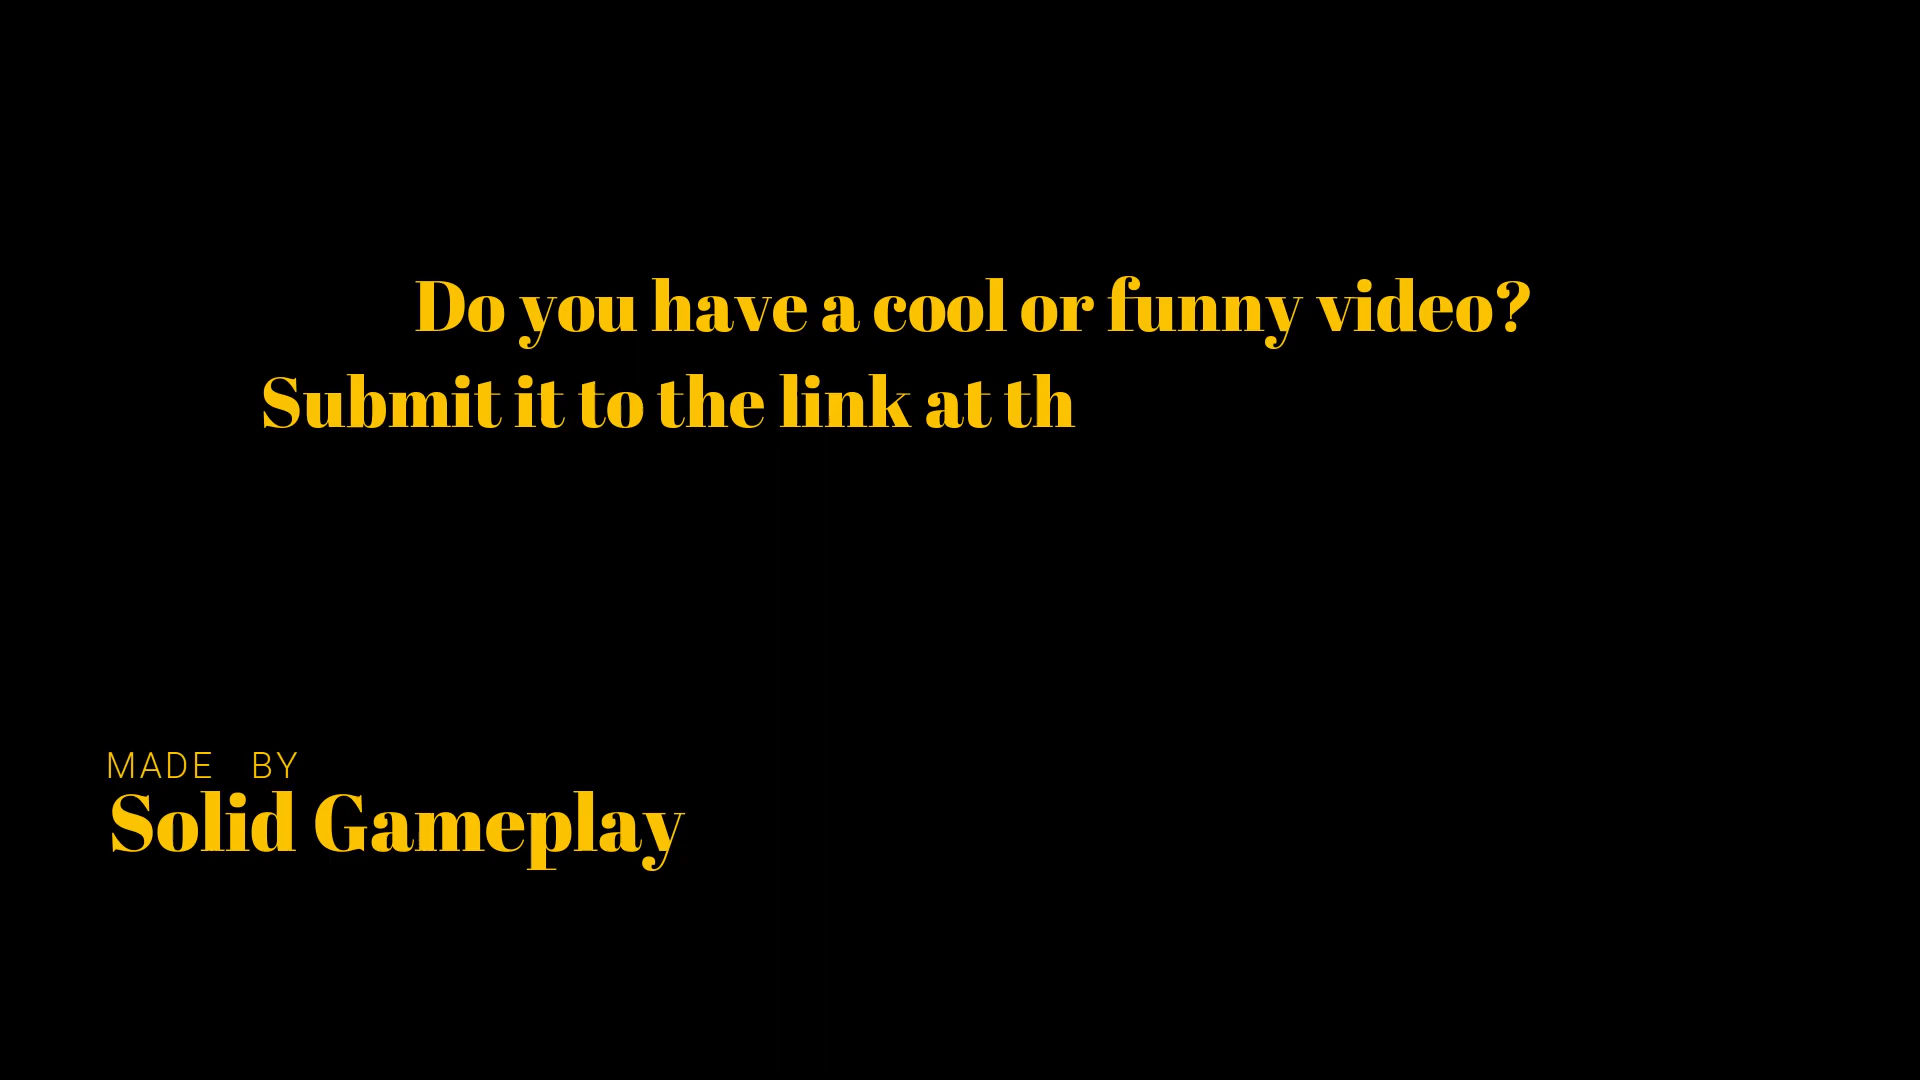 Do you have a cool or funny video?
Submit it to the link at th
MADE BY
Solid Gameplay